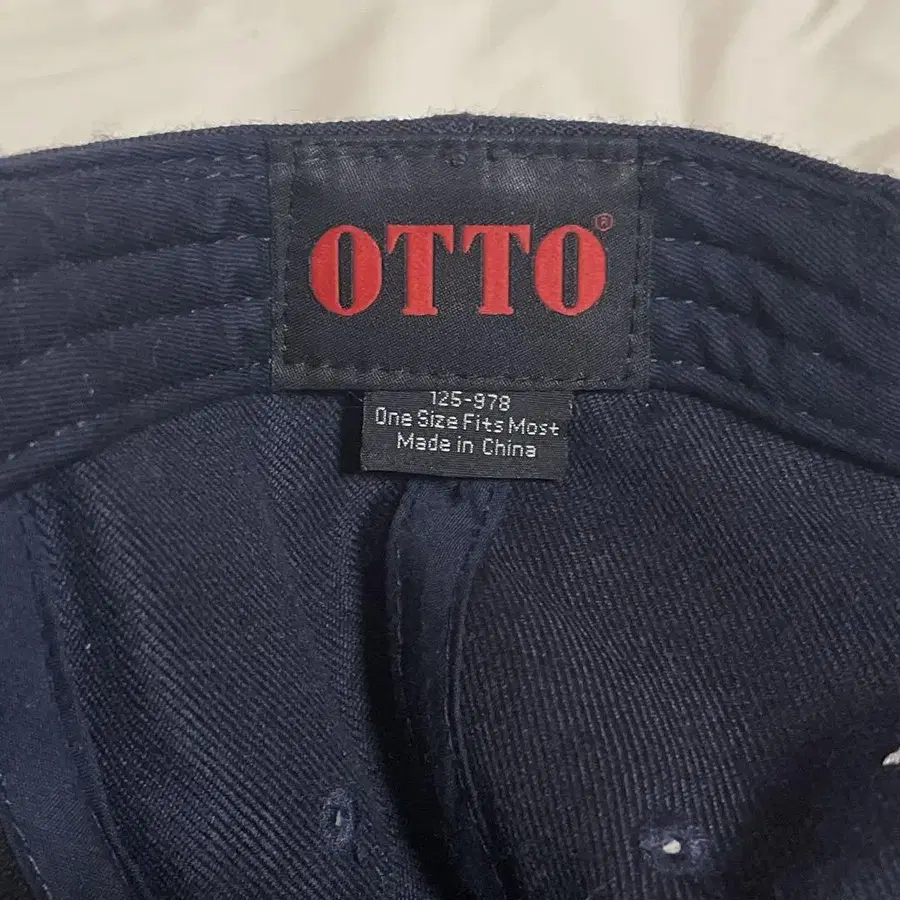 OTTO®
125-978
One Size Fits Most
Made in China